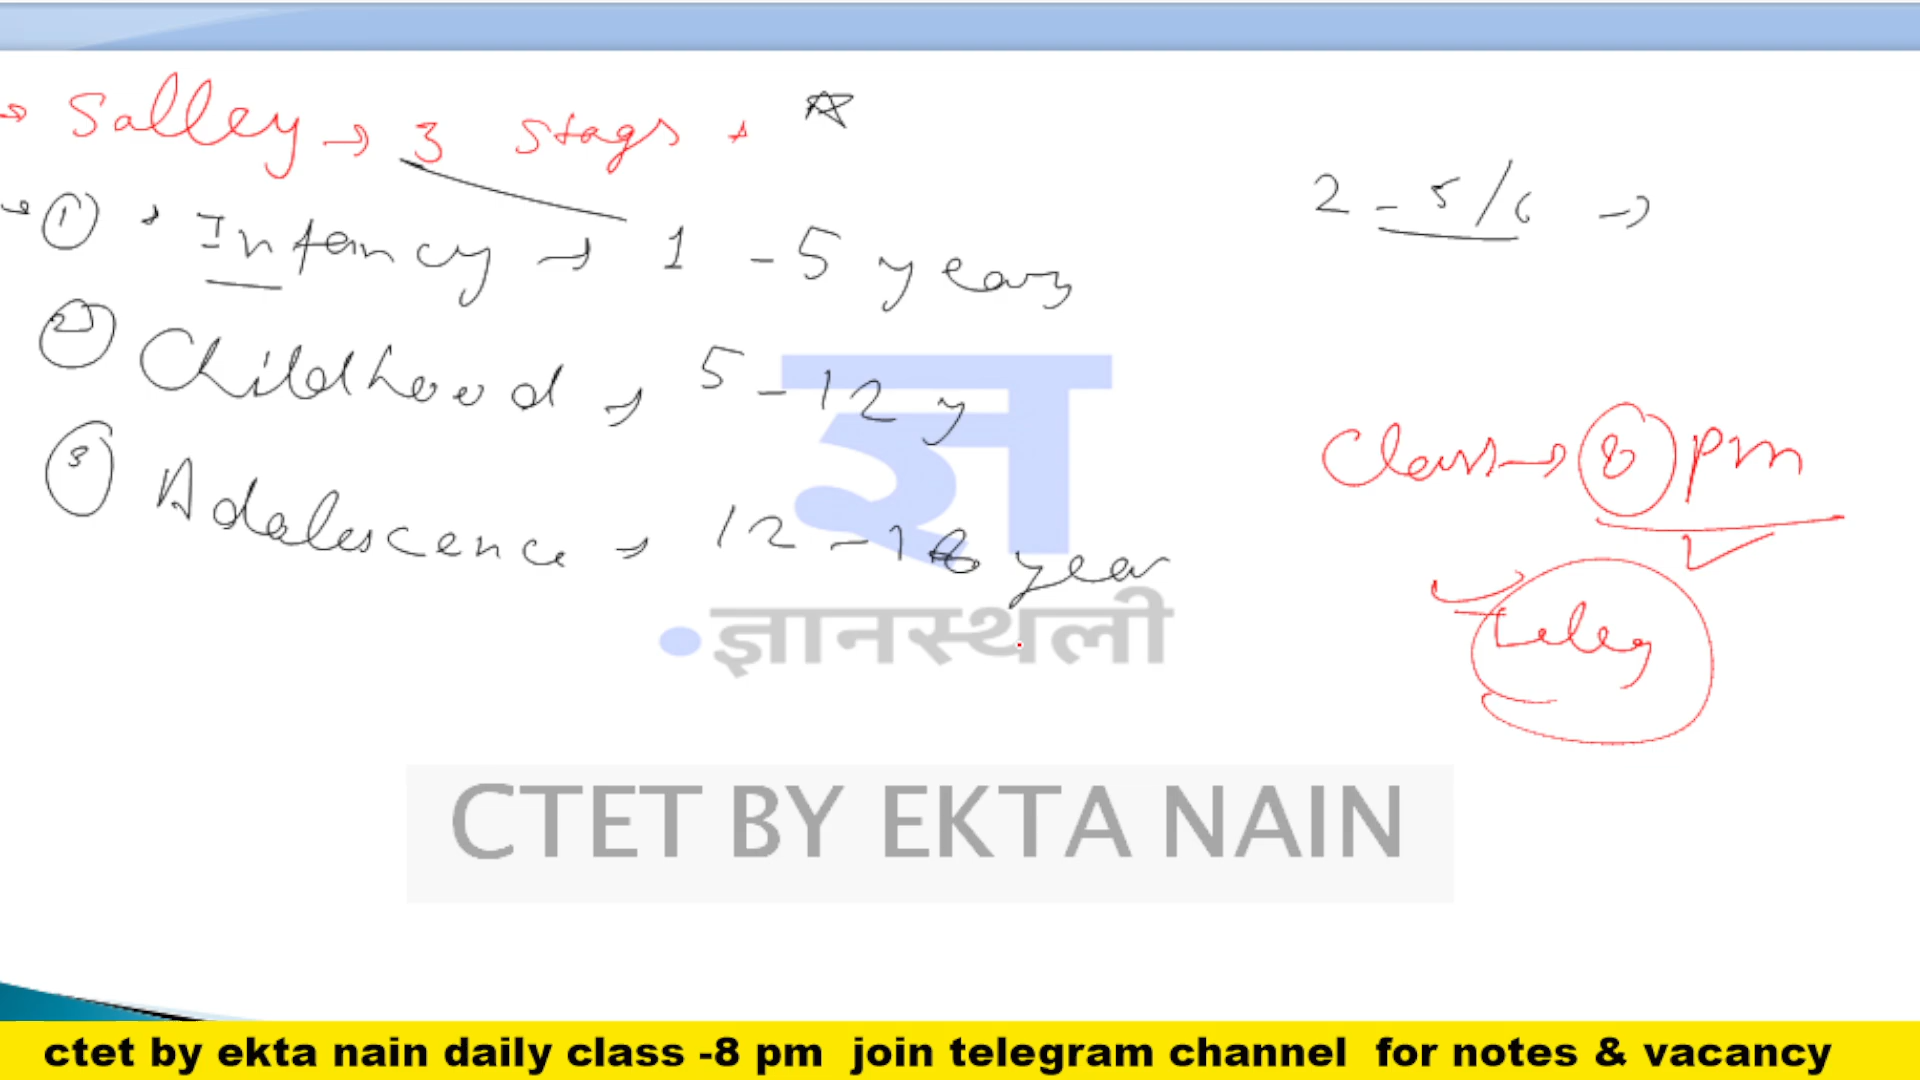 → Salley → 3 Stags
→ ① Infancy → 1 - 5 years
2 - 5/6 →
② Childhood → 5 - 12 y
③ Adolescence → 12 - 18 year
Class → 8 pm
teleg
ज्ञ
ज्ञानस्थली
CTET BY EKTA NAIN
ctet by ekta nain daily class -8 pm join telegram channel for notes & vacancy